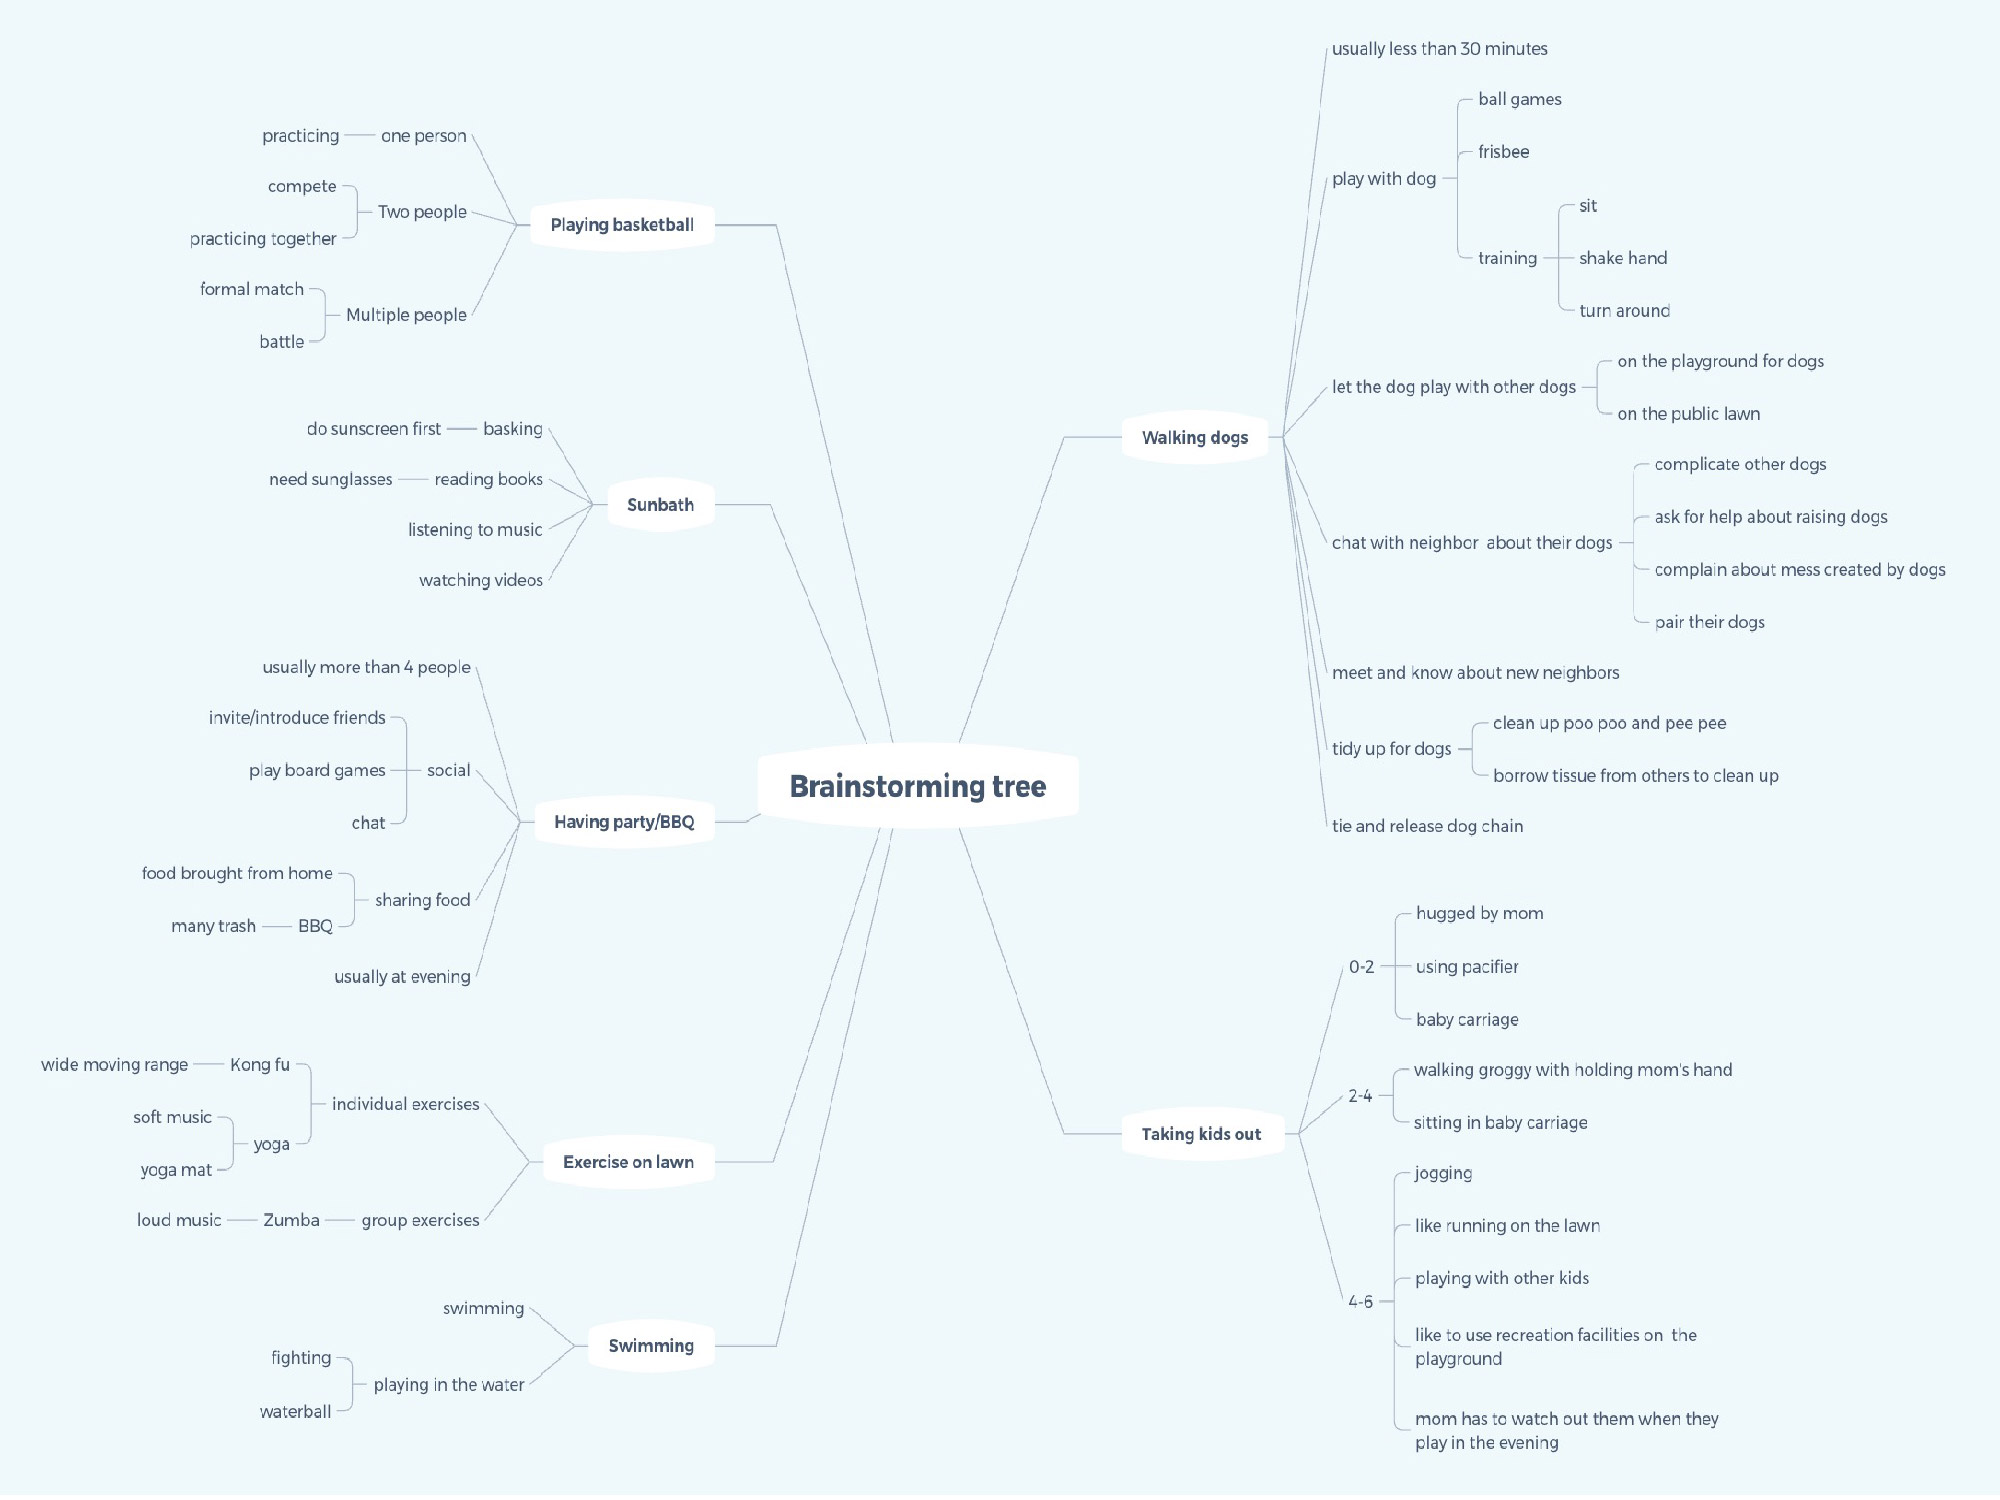 Brainstorming tree
Playing basketball
one person
practicing
Two people
compete
practicing together
Multiple people
formal match
battle
Sunbath
basking
do sunscreen first
reading books
need sunglasses
listening to music
watching videos
Having party/BBQ
usually more than 4 people
social
invite/introduce friends
play board games
chat
sharing food
food brought from home
BBQ
many trash
usually at evening
Exercise on lawn
individual exercises
Kong fu
wide moving range
yoga
soft music
yoga mat
group exercises
Zumba
loud music
Swimming
swimming
playing in the water
fighting
waterball
Walking dogs
usually less than 30 minutes
play with dog
ball games
frisbee
training
sit
shake hand
turn around
let the dog play with other dogs
on the playground for dogs
on the public lawn
chat with neighbor about their dogs
complicate other dogs
ask for help about raising dogs
complain about mess created by dogs
pair their dogs
meet and know about new neighbors
tidy up for dogs
clean up poo poo and pee pee
borrow tissue from others to clean up
tie and release dog chain
Taking kids out
0-2
hugged by mom
using pacifier
baby carriage
2-4
walking groggy with holding mom's hand
sitting in baby carriage
4-6
jogging
like running on the lawn
playing with other kids
like to use recreation facilities on the
playground
mom has to watch out them when they
play in the evening